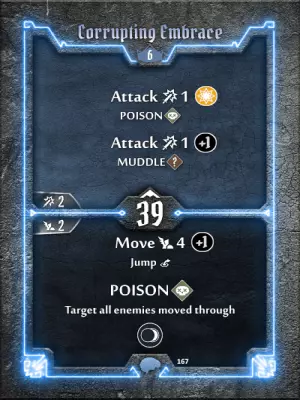 Corrupting Embrace
6
Attack 1
POISON
Attack 1 +1
MUDDLE ?
2
39
2
Move 4 +1
Jump
POISON
Target all enemies moved through
167